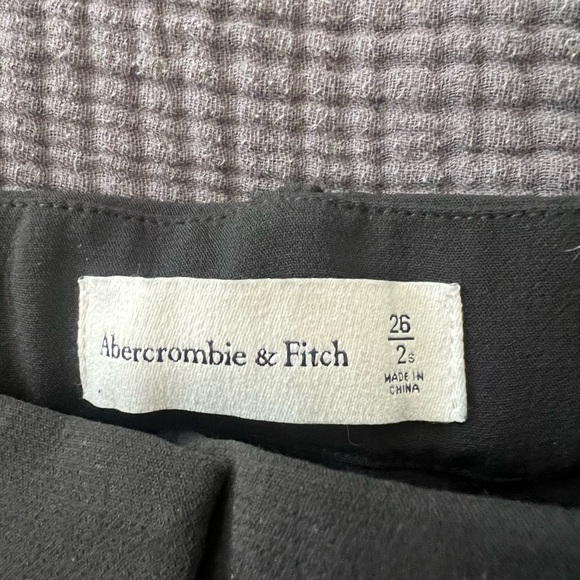 Abercrombie & Fitch
26
2s
MADE IN
CHINA